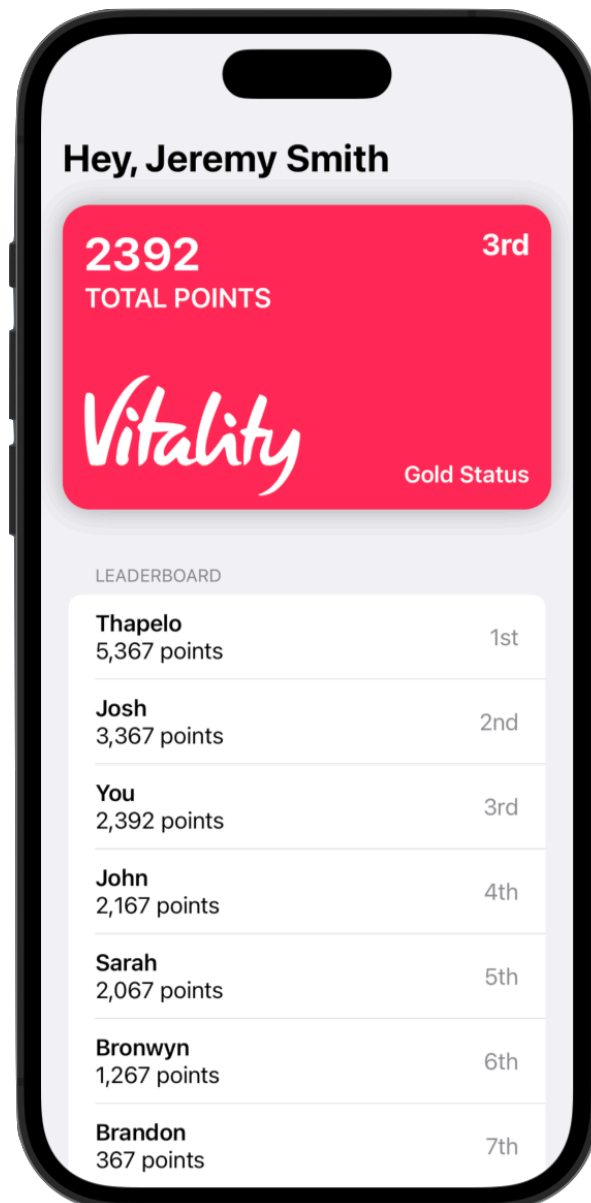 Hey, Jeremy Smith
2392
3rd
TOTAL POINTS
Vitality
Gold Status
LEADERBOARD
Thapelo
5,367 points
1st
Josh
3,367 points
2nd
You
2,392 points
3rd
John
2,167 points
4th
Sarah
2,067 points
5th
Bronwyn
1,267 points
6th
Brandon
367 points
7th